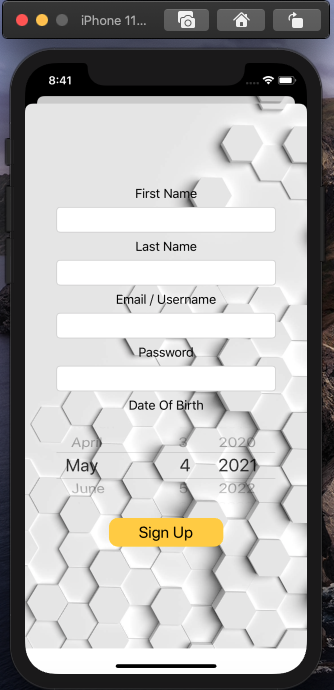 iPhone 11...
8:41
First Name
Last Name
Email / Username
Password
Date Of Birth
April 3 2020
May 4 2021
June 5 2022
Sign Up